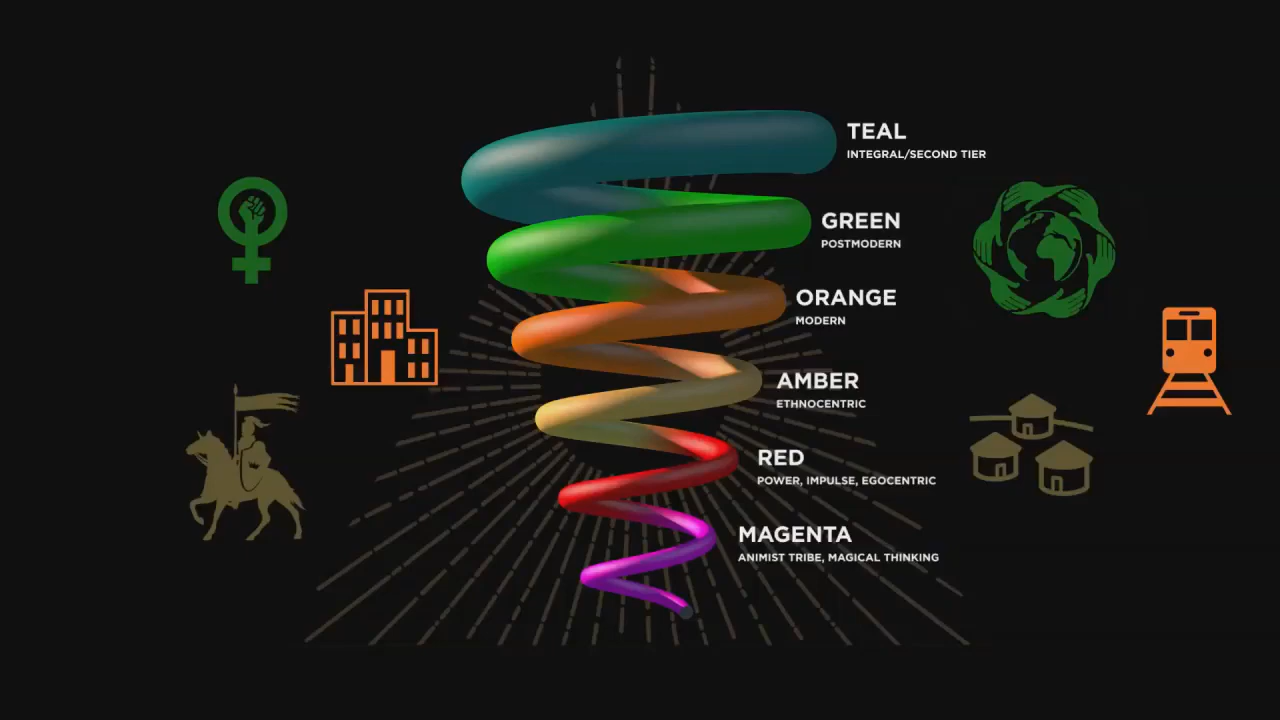 TEAL
INTEGRAL/SECOND TIER
GREEN
POSTMODERN
ORANGE
MODERN
AMBER
ETHNOCENTRIC
RED
POWER, IMPULSE, EGOCENTRIC
MAGENTA
ANIMIST TRIBE, MAGICAL THINKING